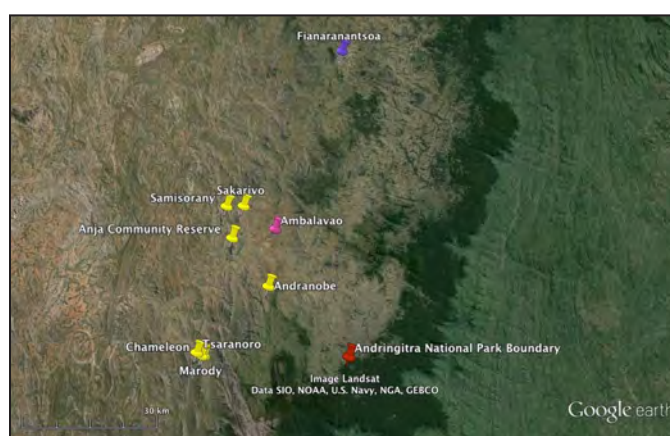 Fianarantsoa
Sakarivo
Samisorany
Ambalavao
Anja Community Reserve
Andranobe
Chameleon
Tsaranoro
Andringitra National Park Boundary
Marody
Image Landsat
Data SIO, NOAA, U.S. Navy, NGA, GEBCO
30 km
Google earth